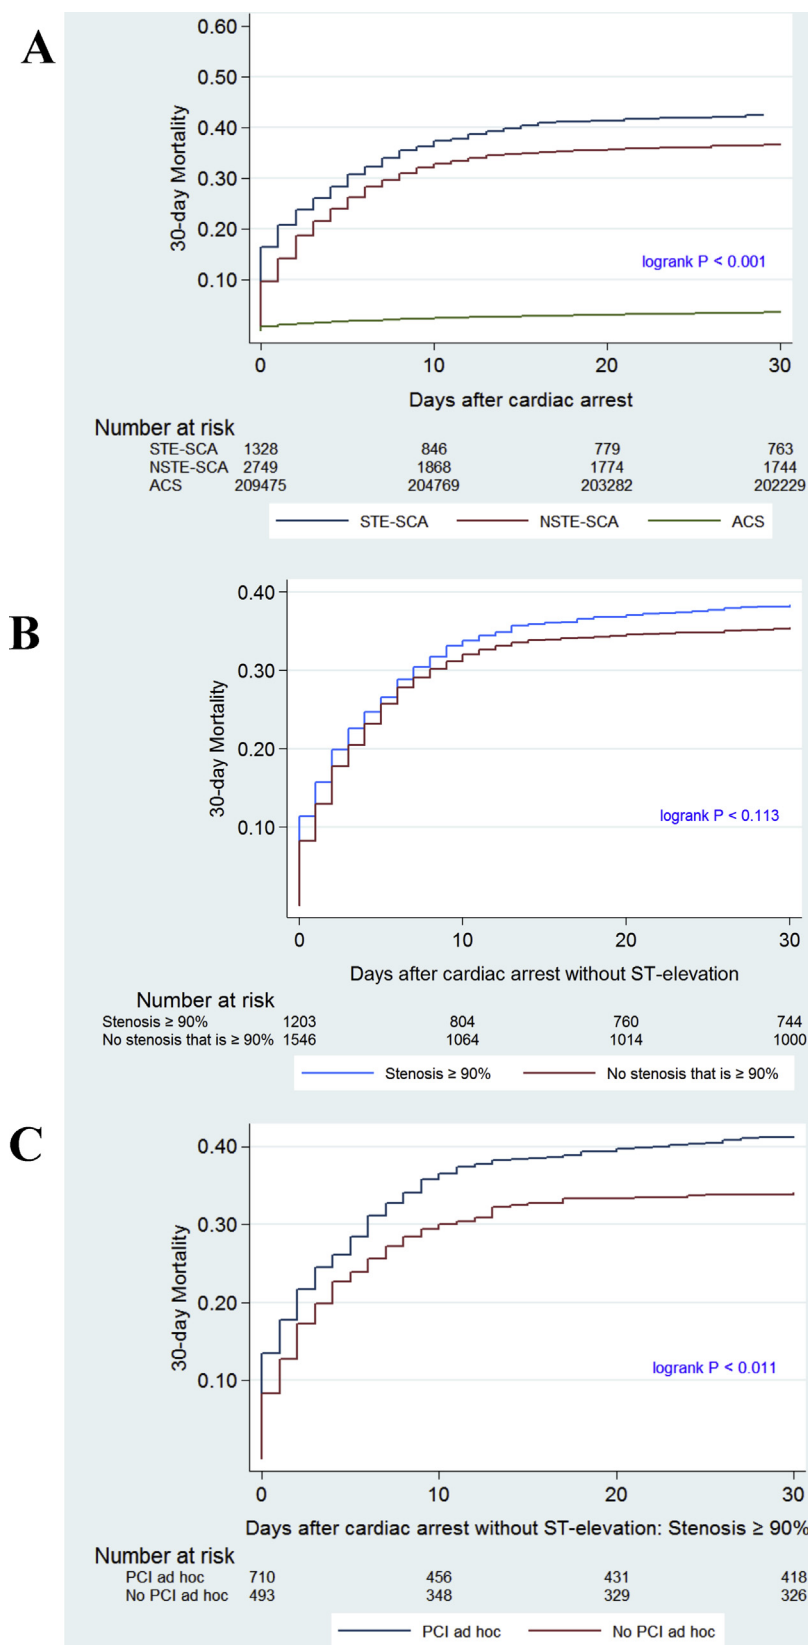 A
0.60
0.50
0.40
0.30
0.20
0.10
30-day Mortality
logrank P < 0.001
0 10 20 30
Days after cardiac arrest
Number at risk
STE-SCA 1328 846 779 763
NSTE-SCA 2749 1868 1774 1744
ACS 209475 204769 203282 202229
STE-SCA NSTE-SCA ACS
B
0.40
0.30
0.20
0.10
30-day Mortality
logrank P < 0.113
0 10 20 30
Days after cardiac arrest without ST-elevation
Number at risk
Stenosis ≥ 90% 1203 804 760 744
No stenosis that is ≥ 90% 1546 1064 1014 1000
Stenosis ≥ 90% No stenosis that is ≥ 90%
C
0.40
0.30
0.20
0.10
30-day Mortality
logrank P < 0.011
0 10 20 30
Days after cardiac arrest without ST-elevation: Stenosis ≥ 90%
Number at risk
PCI ad hoc 710 456 431 418
No PCI ad hoc 493 348 329 326
PCI ad hoc No PCI ad hoc